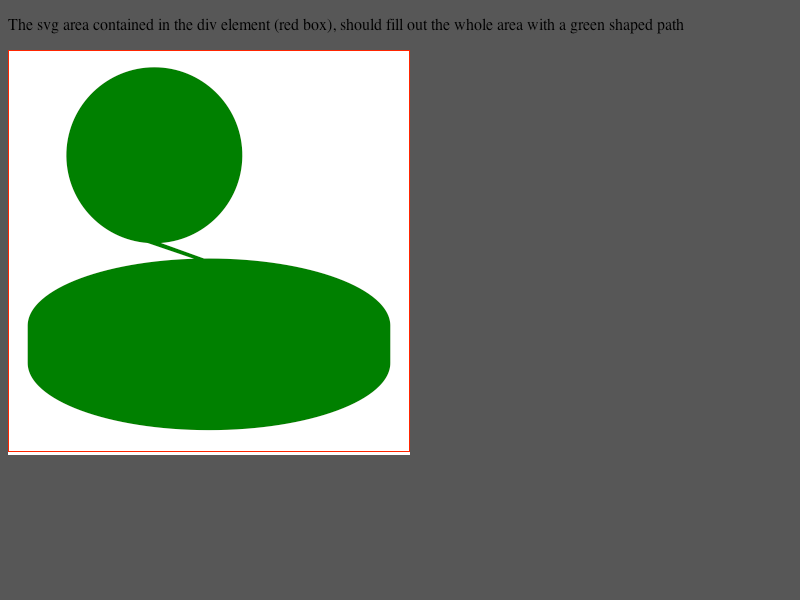 The svg area contained in the div element (red box), should fill out the whole area with a green shaped path